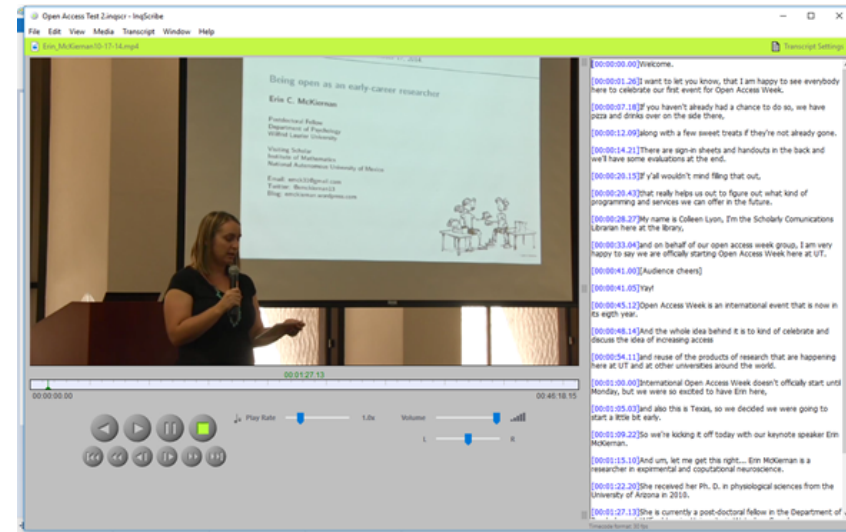 Open Access Test 2.inqscr - InqScribe
File Edit View Media Transcript Window Help
Erin_McKiernan10-17-14.mp4
Transcript Settings
Being open as an early-career researcher
Erin C. McKiernan
Postdoctoral Fellow
Department of Psychology
Wilfrid Laurier University
Visiting Scholar
Institute of Mathematics
National Autonomous University of Mexico
00:01:27.13
00:00:00.00
00:46:18.15
Play Rate
1.0x
Volume
L
R
[00:00:00.00]Welcome.
[00:00:01.26]I want to let you know, that I am happy to see everybody
here to celebrate our first event for Open Access Week.
[00:00:07.18]If you haven't already had a chance to do so, we have
pizza and drinks over on the side there,
[00:00:12.09]along with a few sweet treats if they're not already gone.
[00:00:14.21]There are sign-in sheets and handouts in the back and
we'll have some evaluations at the end.
[00:00:20.15]If y'all wouldn't mind filling that out,
[00:00:20.43]that really helps us out to figure out what kind of
programming and services we can offer in the future.
[00:00:28.27]My name is Colleen Lyon, I'm the Scholarly Comunications
Librarian here at the library,
[00:00:33.04]and on behalf of our open access week group, I am very
happy to say we are officially starting Open Access Week here at UT.
[00:00:41.00][Audience cheers]
[00:00:41.05]Yay!
[00:00:45.12]Open Access Week is an international event that is now in
its eigth year.
[00:00:48.14]And the whole idea behind it is to kind of celebrate and
discuss the idea of increasing access
[00:00:54.11]and reuse of the products of research that are happening
here at UT and at other universities around the world.
[00:01:00.00]International Open Access Week doesn't officially start until
Monday, but we were so excited to have Erin here,
[00:01:05.03]and also this is Texas, so we decided we were going to
start a little bit early.
[00:01:09.22]So we're kicking it off today with our keynote speaker Erin
McKiernan.
[00:01:15.10]And um, let me get this right.... Erin McKiernan is a
researcher in expirmental and coputational neuroscience.
[00:01:22.20]She received her Ph. D. in physiological sciences from the
University of Arizona in 2010.
[00:01:27.13]She is currently a post-doctoral fellow in the Department of
Timecode format: 30 fps